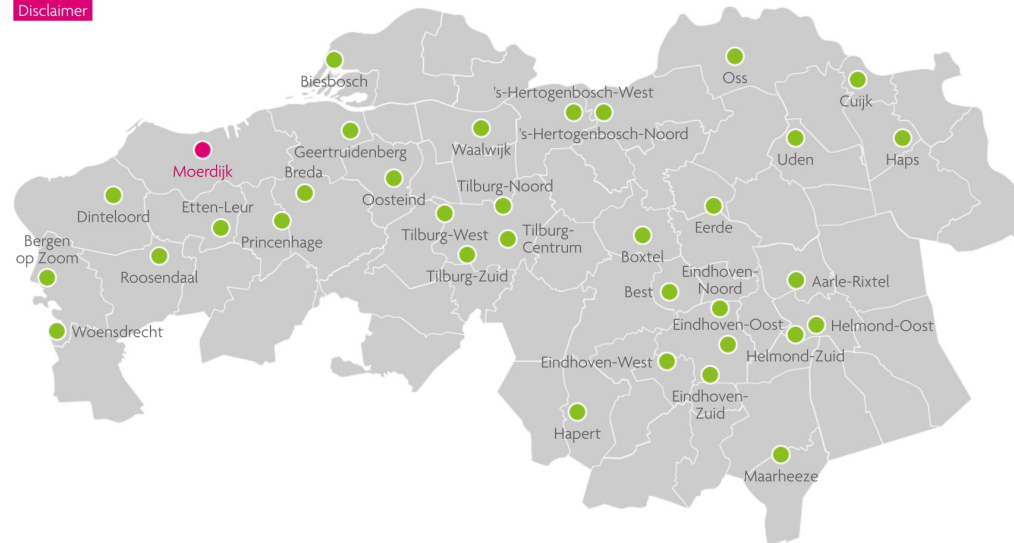 Disclaimer
Biesbosch
Oss
's-Hertogenbosch-West
Cuijk
's-Hertogenbosch-Noord
Geertruidenberg
Waalwijk
Uden
Haps
Moerdijk
Breda
Oosteind
Tilburg-Noord
Dinteloord
Etten-Leur
Princenhage
Tilburg-West
Tilburg-
Centrum
Eerde
Bergen
op Zoom
Roosendaal
Tilburg-Zuid
Boxtel
Eindhoven-
Noord
Aarle-Rixtel
Best
Woensdrecht
Eindhoven-Oost
Helmond-Oost
Helmond-Zuid
Eindhoven-West
Eindhoven-
Zuid
Hapert
Maarheeze